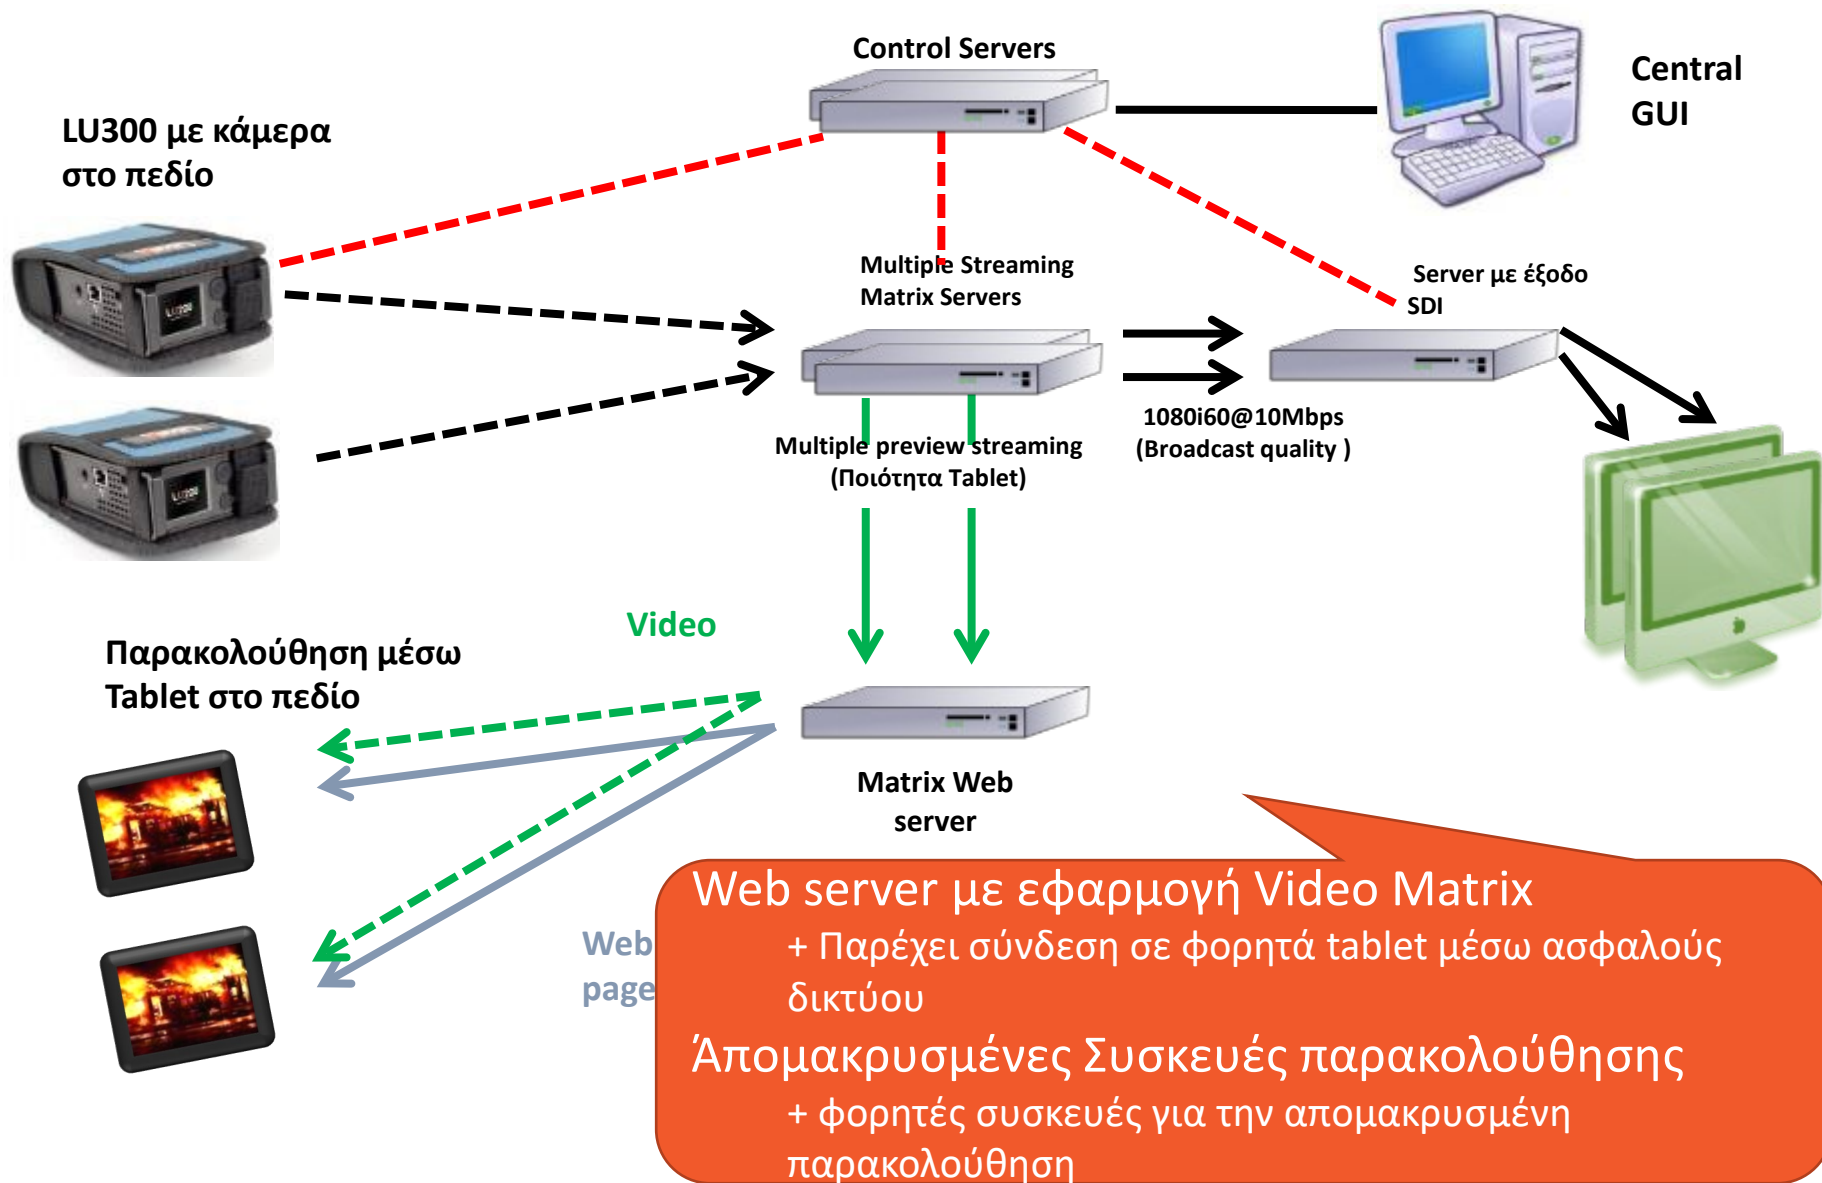 Control Servers
Central
GUI
LU300 με κάμερα
στο πεδίο
Multiple Streaming
Matrix Servers
Server με έξοδο
SDI
LU300
1080i60@10Mbps
(Broadcast quality )
Multiple preview streaming
(Ποιότητα Tablet)
Video
Παρακολούθηση μέσω
Tablet στο πεδίο
Matrix Web
server
Web
page
Web server με εφαρμογή Video Matrix
+ Παρέχει σύνδεση σε φορητά tablet μέσω ασφαλούς
δικτύου
Άπομακρυσμένες Συσκευές παρακολούθησης
+ φορητές συσκευές για την απομακρυσμένη
παρακολούθηση